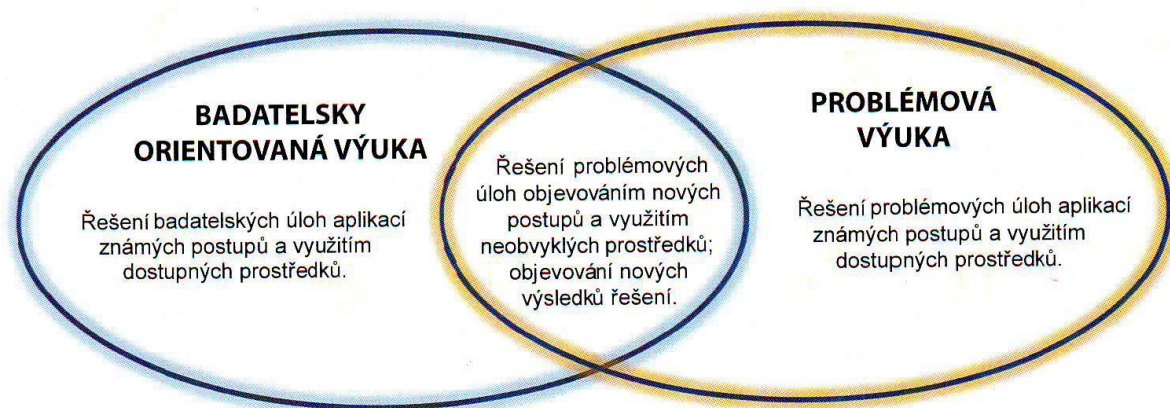 BADATELSKY
ORIENTOVANÁ VÝUKA
Řešení badatelských úloh aplikací
známých postupů a využitím
dostupných prostředků.
Řešení problémových
úloh objevováním nových
postupů a využitím
neobvyklých prostředků;
objevování nových
výsledků řešení.
PROBLÉMOVÁ
VÝUKA
Řešení problémových úloh aplikací
známých postupů a využitím
dostupných prostředků.